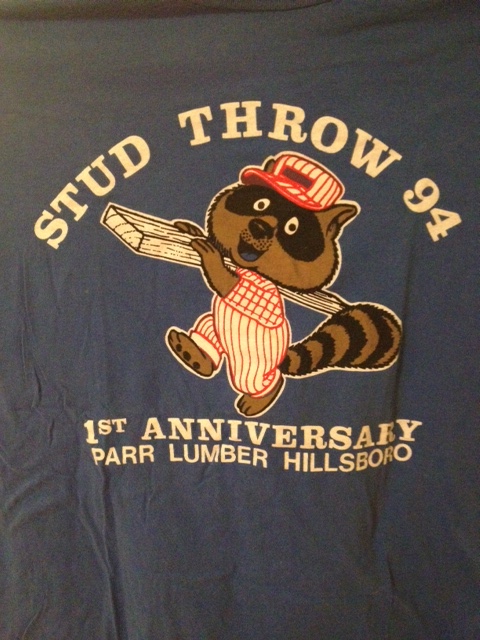 STUD THROW 94
1ST ANNIVERSARY
PARR LUMBER HILLSBORO